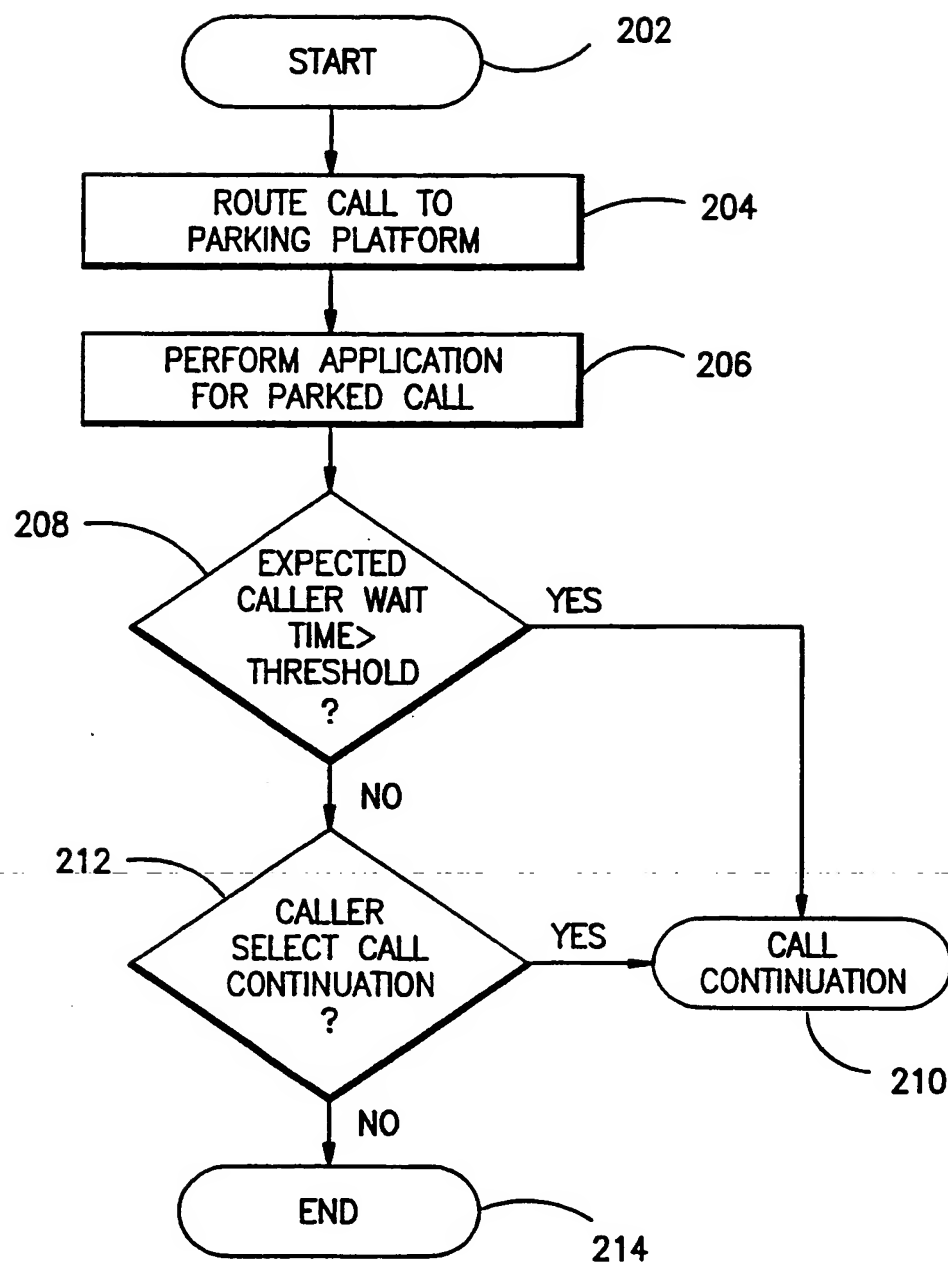 START
202
ROUTE CALL TO
PARKING PLATFORM
204
PERFORM APPLICATION
FOR PARKED CALL
206
208
EXPECTED
CALLER WAIT
TIME>
THRESHOLD
?
YES
NO
212
CALLER
SELECT CALL
CONTINUATION
?
YES
CALL
CONTINUATION
210
NO
END
214